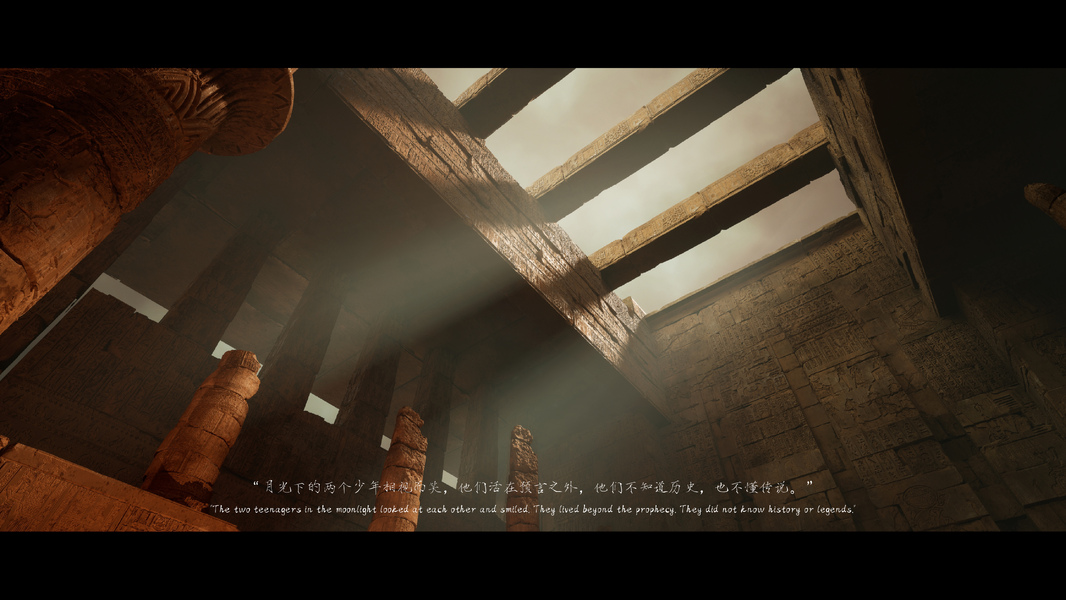 “月光下的两个少年相视而笑，他们活在预言之外，他们不知道历史，也不懂传说。”
"The two teenagers in the moonlight looked at each other and smiled. They lived beyond the prophecy. They did not know history or legends."